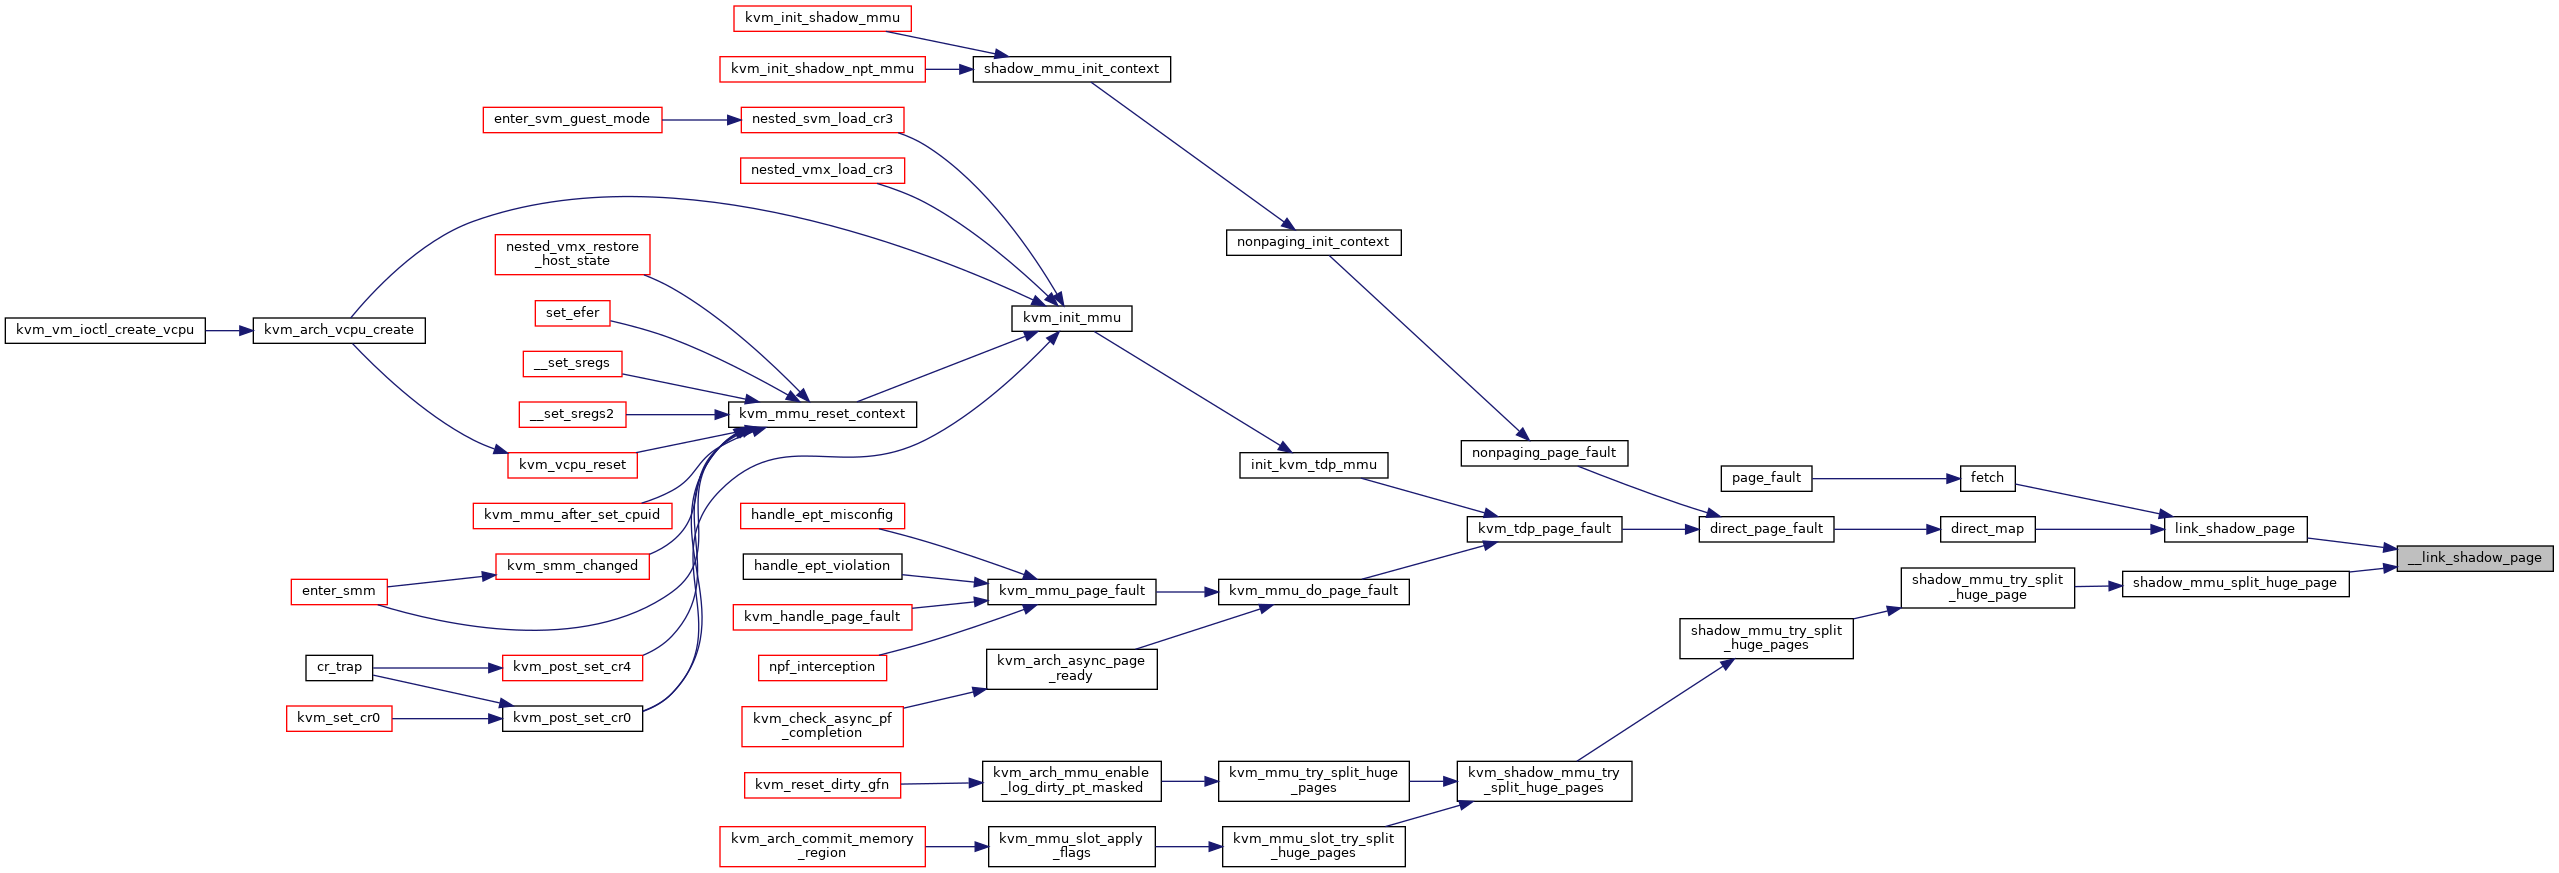 kvm_init_shadow_mmu
kvm_init_shadow_npt_mmu
shadow_mmu_init_context
enter_svm_guest_mode
nested_svm_load_cr3
nested_vmx_load_cr3
nested_vmx_restore
_host_state
nonpaging_init_context
set_efer
kvm_init_mmu
kvm_vm_ioctl_create_vcpu
kvm_arch_vcpu_create
__set_sregs
__set_sregs2
kvm_mmu_reset_context
kvm_vcpu_reset
init_kvm_tdp_mmu
nonpaging_page_fault
page_fault
fetch
kvm_mmu_after_set_cpuid
handle_ept_misconfig
kvm_tdp_page_fault
direct_page_fault
direct_map
link_shadow_page
__link_shadow_page
kvm_smm_changed
handle_ept_violation
enter_smm
kvm_mmu_page_fault
kvm_mmu_do_page_fault
shadow_mmu_try_split
_huge_page
shadow_mmu_split_huge_page
kvm_handle_page_fault
shadow_mmu_try_split
_huge_pages
cr_trap
kvm_post_set_cr4
npf_interception
kvm_arch_async_page
_ready
kvm_set_cr0
kvm_post_set_cr0
kvm_check_async_pf
_completion
kvm_reset_dirty_gfn
kvm_arch_mmu_enable
_log_dirty_pt_masked
kvm_mmu_try_split_huge
_pages
kvm_shadow_mmu_try
_split_huge_pages
kvm_arch_commit_memory
_region
kvm_mmu_slot_apply
_flags
kvm_mmu_slot_try_split
_huge_pages